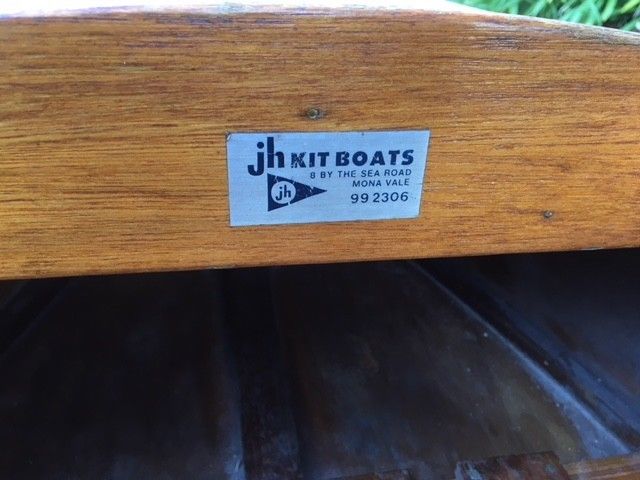 jh KIT BOATS
8 BY THE SEA ROAD
MONA VALE
jh
99 2306